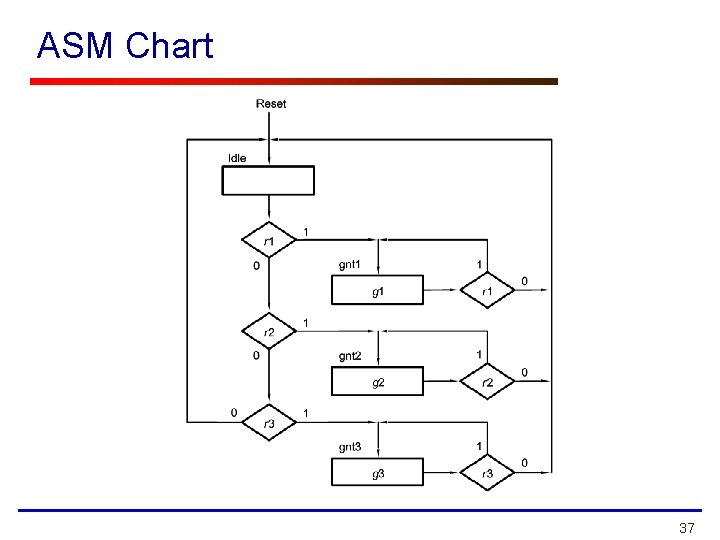 ASM Chart
Reset
Idle
r1
1
0
gnt1
g1
1
r1
0
r2
1
0
gnt2
g2
1
r2
0
0
r3
1
gnt3
g3
1
r3
0
37